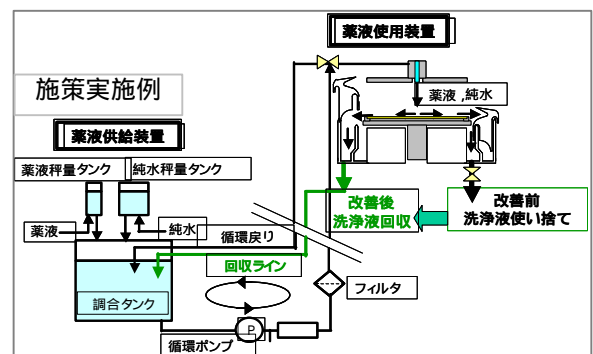 薬液使用装置
施策実施例
薬液 ,純水
薬液供給装置
薬液秤量タンク
純水秤量タンク
改善後
洗浄液回収
改善前
洗浄液使い捨て
薬液
純水
循環戻り
回収ライン
調合タンク
フィルタ
P
循環ポンプ